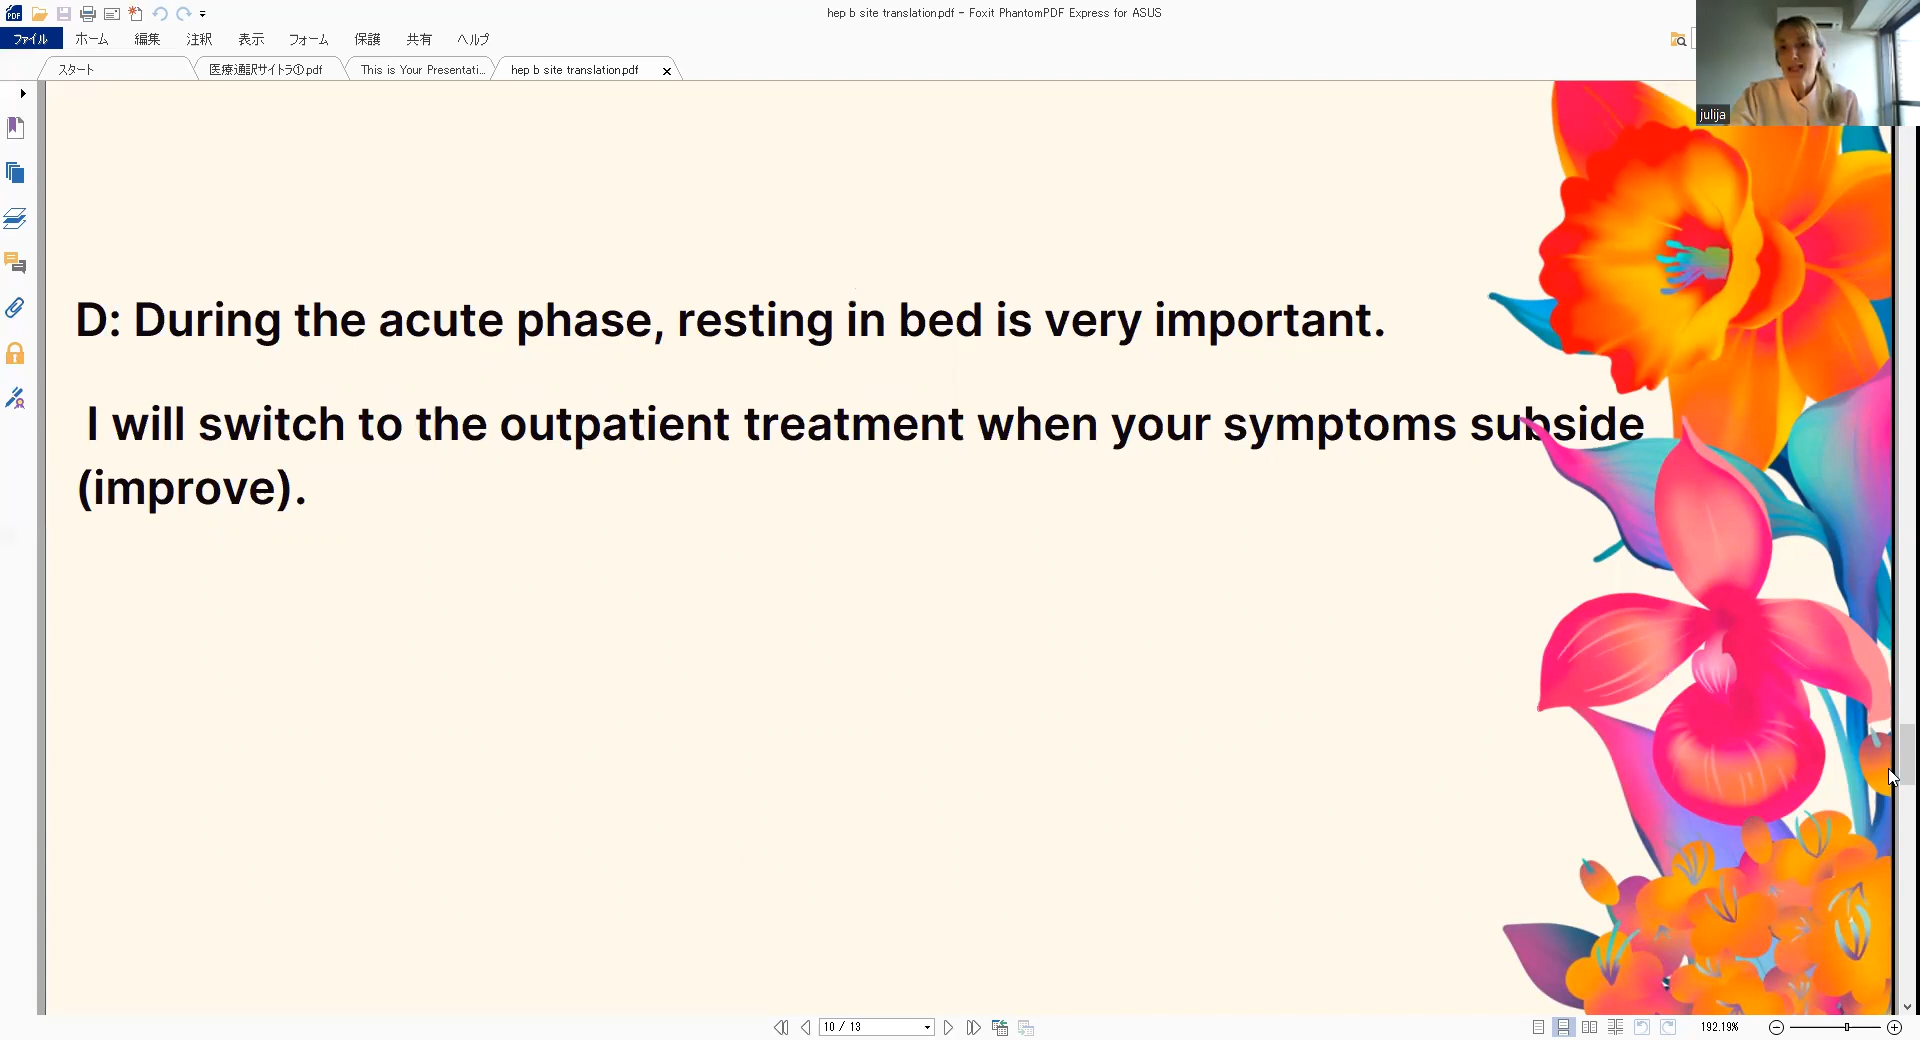 hep b site translation.pdf - Foxit PhantomPDF Express for ASUS
ファイル ホーム 編集 注釈 表示 フォーム 保護 共有 ヘルプ
スタート 医療通訳サイトラ①.pdf This is Your Presentati... hep b site translation.pdf
julija
D: During the acute phase, resting in bed is very important.
I will switch to the outpatient treatment when your symptoms subside
(improve).
10 / 13
192.19%